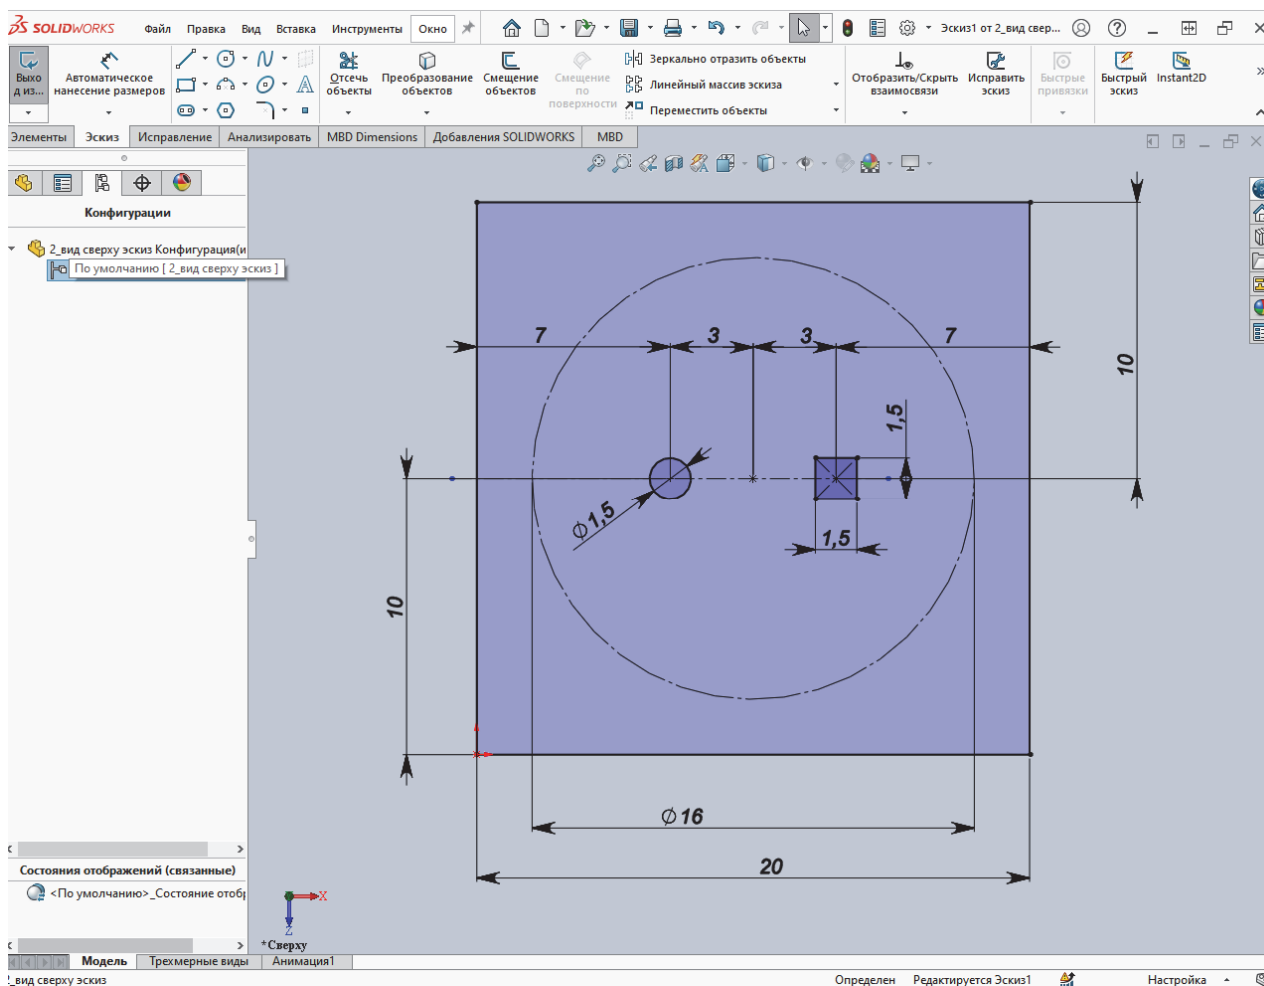 SOLIDWORKS Файл Правка Вид Вставка Инструменты Окно Эскиз1 от 2_вид свер...
Выхо
д из...
Автоматическое
нанесение размеров
Отсечь
объекты
Преобразование
объектов
Смещение
объектов
Смещение
по
поверхности
Зеркально отразить объекты
Линейный массив эскиза
Переместить объекты
Отобразить/Скрыть
взаимосвязи
Исправить
эскиз
Быстрые
привязки
Быстрый
эскиз
Instant2D
Элементы Эскиз Исправление Анализировать MBD Dimensions Добавления SOLIDWORKS MBD
Конфигурации
2_вид сверху эскиз Конфигурация(и
По умолчанию [ 2_вид сверху эскиз ]
7 3 3 7
10
1,5
Ø1,5
1,5
10
Ø16
20
Состояния отображений (связанные)
<По умолчанию>_Состояние отобр
X
Z
*Сверху
Модель Трехмерные виды Анимация1
2_вид сверху эскиз Определен Редактируется Эскиз1 Настройка